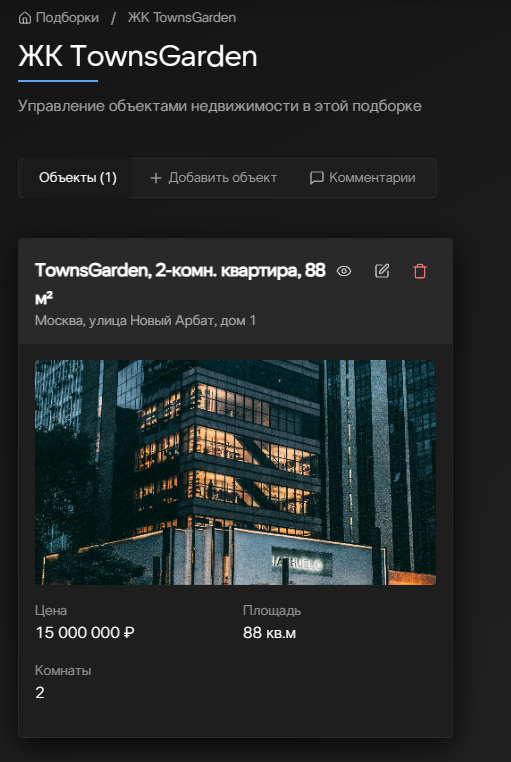 Подборки / ЖК TownsGarden
ЖК TownsGarden
Управление объектами недвижимости в этой подборке
Объекты (1) Добавить объект Комментарии
TownsGarden, 2-комн. квартира, 88
м²
Москва, улица Новый Арбат, дом 1
Цена Площадь
15 000 000 ₽ 88 кв.м
Комнаты
2